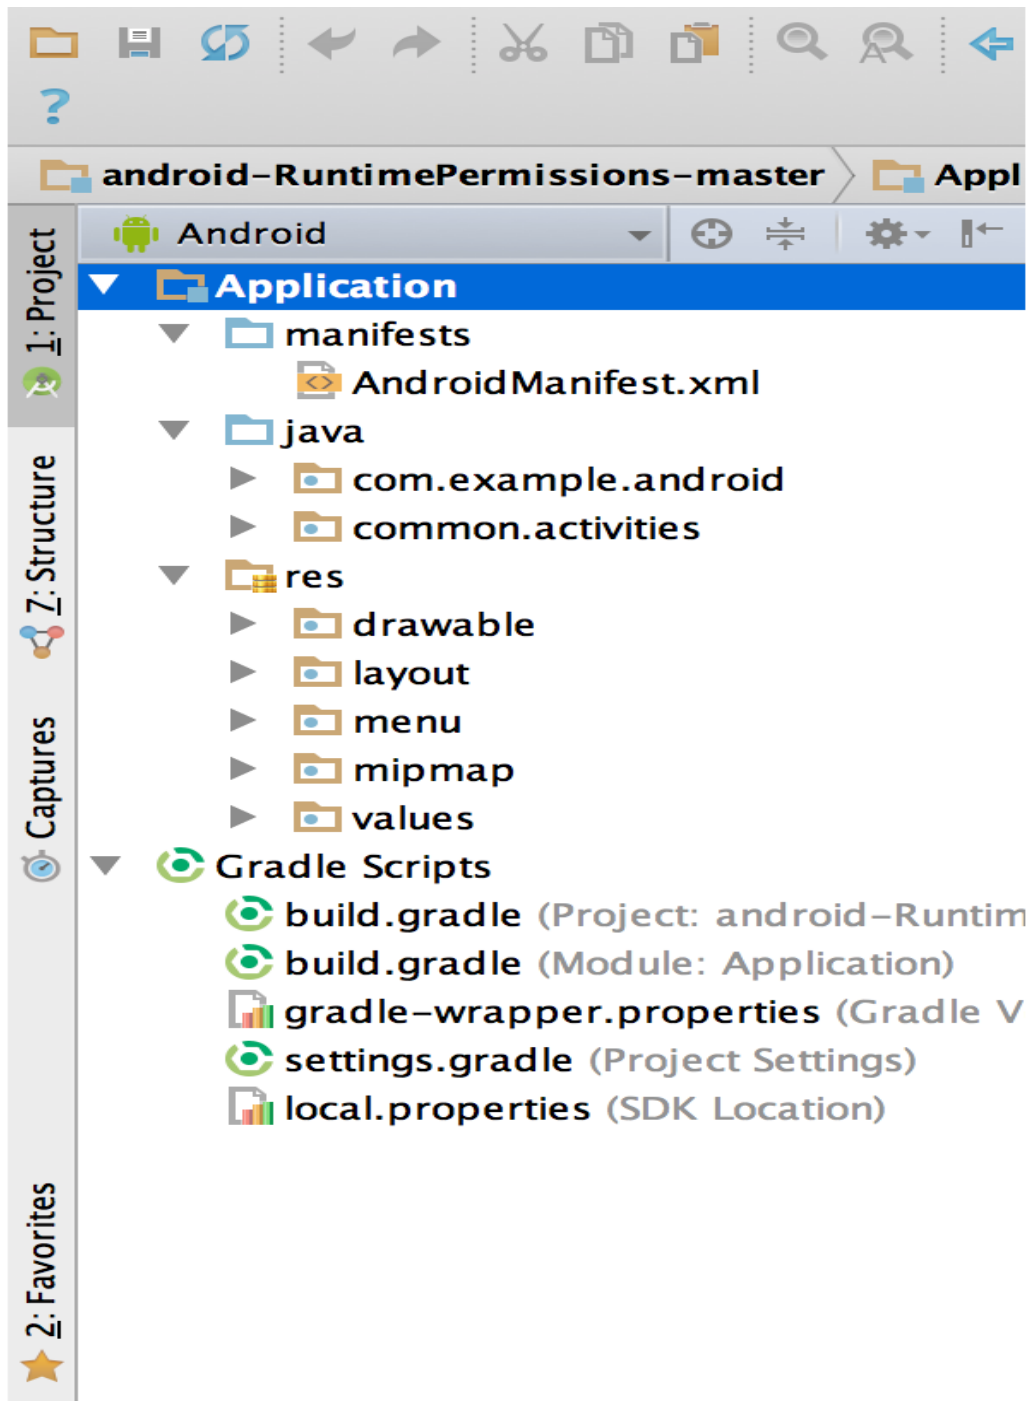 android-RuntimePermissions-master
Appl
Android
1: Project
7: Structure
Captures
2: Favorites
Application
manifests
AndroidManifest.xml
java
com.example.android
common.activities
res
drawable
layout
menu
mipmap
values
Gradle Scripts
build.gradle (Project: android-Runtim
build.gradle (Module: Application)
gradle-wrapper.properties (Gradle V
settings.gradle (Project Settings)
local.properties (SDK Location)